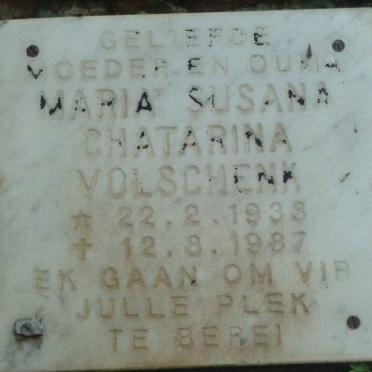 GELIEFDE
MOEDER EN OUMA
MARIA SUSANA
CHATARINA
VOLSCHENK
* 22.2.1938
† 12.8.1987
EK GAAN OM VIR
JULLE PLEK
TE BEREI